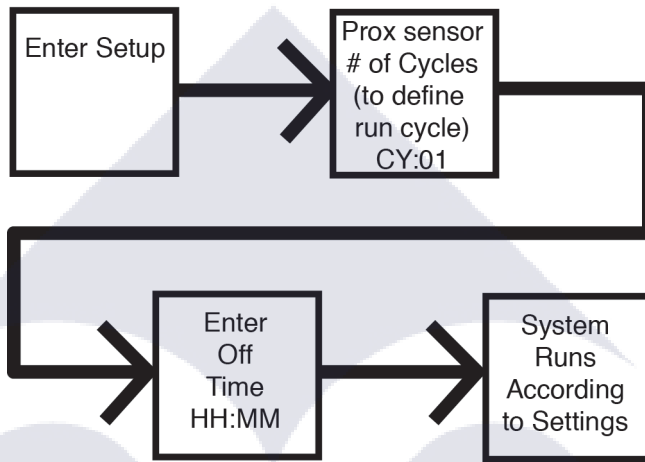 Enter Setup
Prox sensor
# of Cycles
(to define
run cycle)
CY:01
Enter
Off
Time
HH:MM
System
Runs
According
to Settings